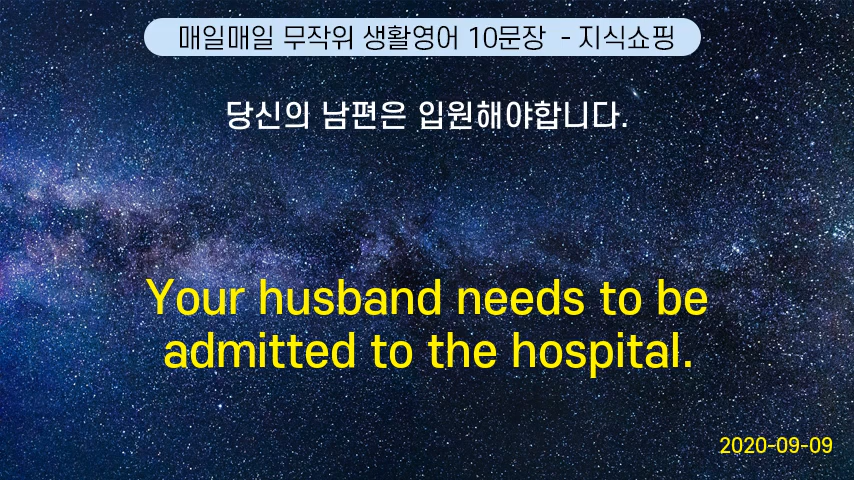 매일매일 무작위 생활영어 10문장 - 지식쇼핑
당신의 남편은 입원해야합니다.
Your husband needs to be
admitted to the hospital.
2020-09-09